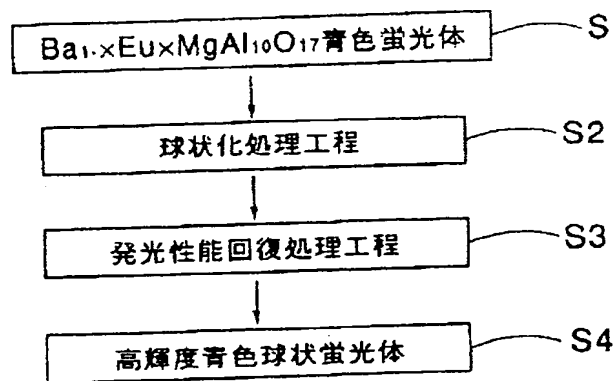 Ba₁₋ₓEuₓMgAl₁₀O₁₇青色蛍光体 S
球状化処理工程 S2
発光性能回復処理工程 S3
高輝度青色球状蛍光体 S4